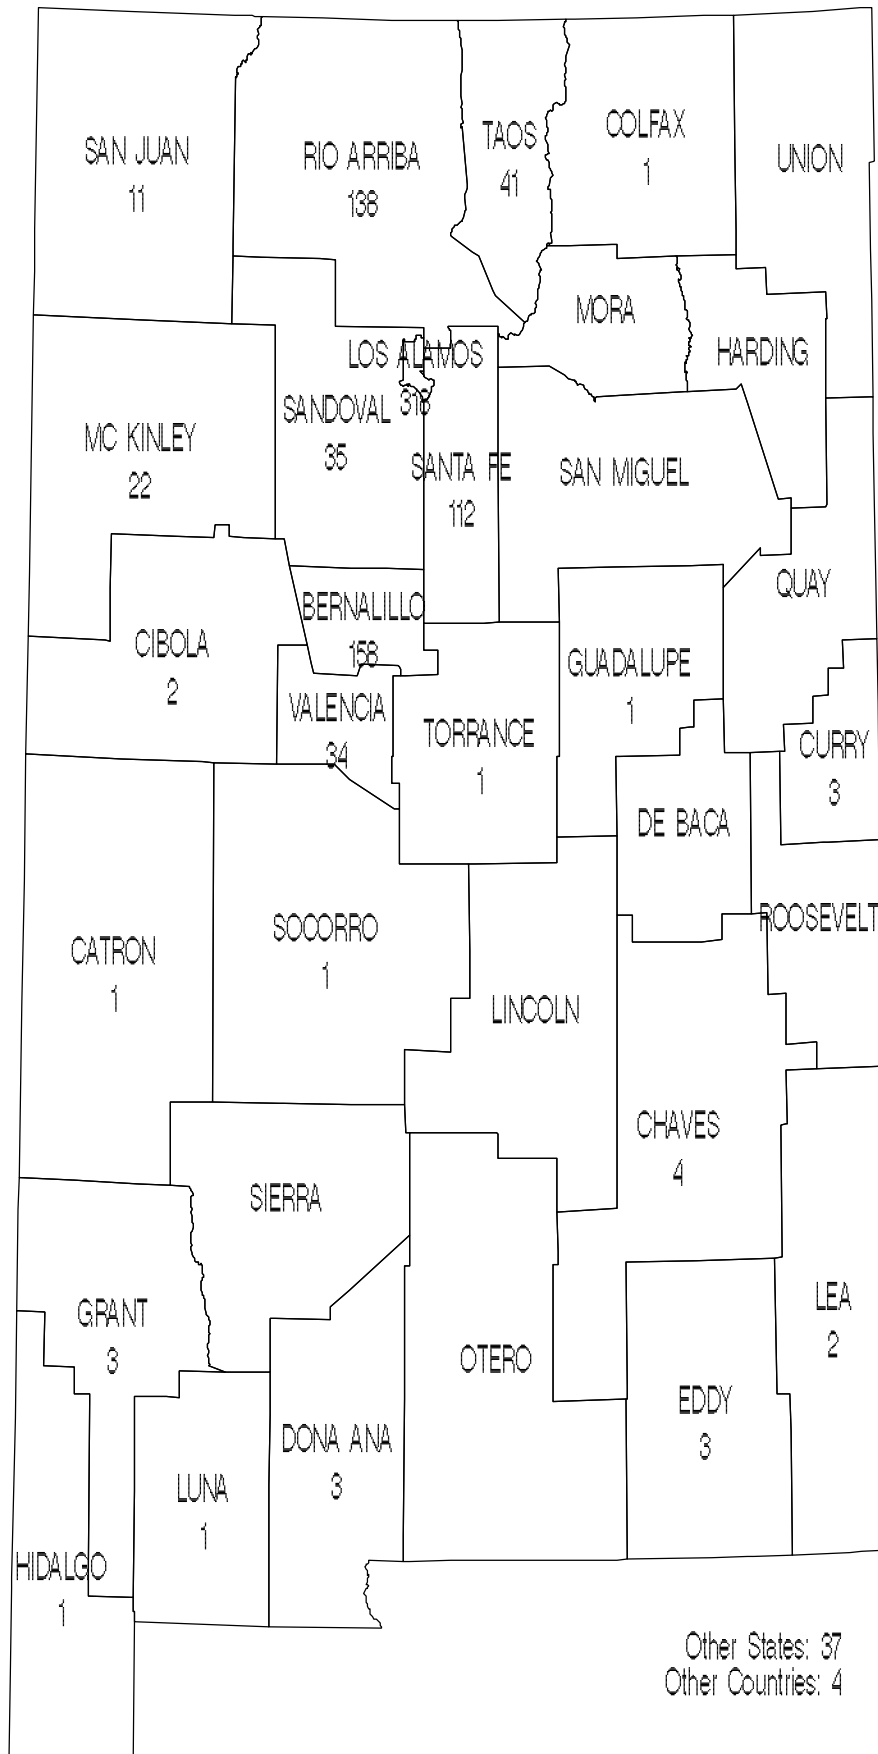 SAN JUAN
11
RIO ARRIBA
138
TAOS
41
COLFAX
1
UNION
MORA
HARDING
LOS ALAMOS
318
SANDOVAL
35
MC KINLEY
22
SANTA FE
112
SAN MIGUEL
QUAY
BERNALILLO
158
CIBOLA
2
GUADALUPE
1
VALENCIA
34
TORRANCE
1
CURRY
3
DE BACA
ROOSEVELT
SOCORRO
1
CATRON
1
LINCOLN
CHAVES
4
SIERRA
GRANT
3
LEA
2
OTERO
EDDY
3
DONA ANA
3
LUNA
1
HIDALGO
1
Other States: 37
Other Countries: 4